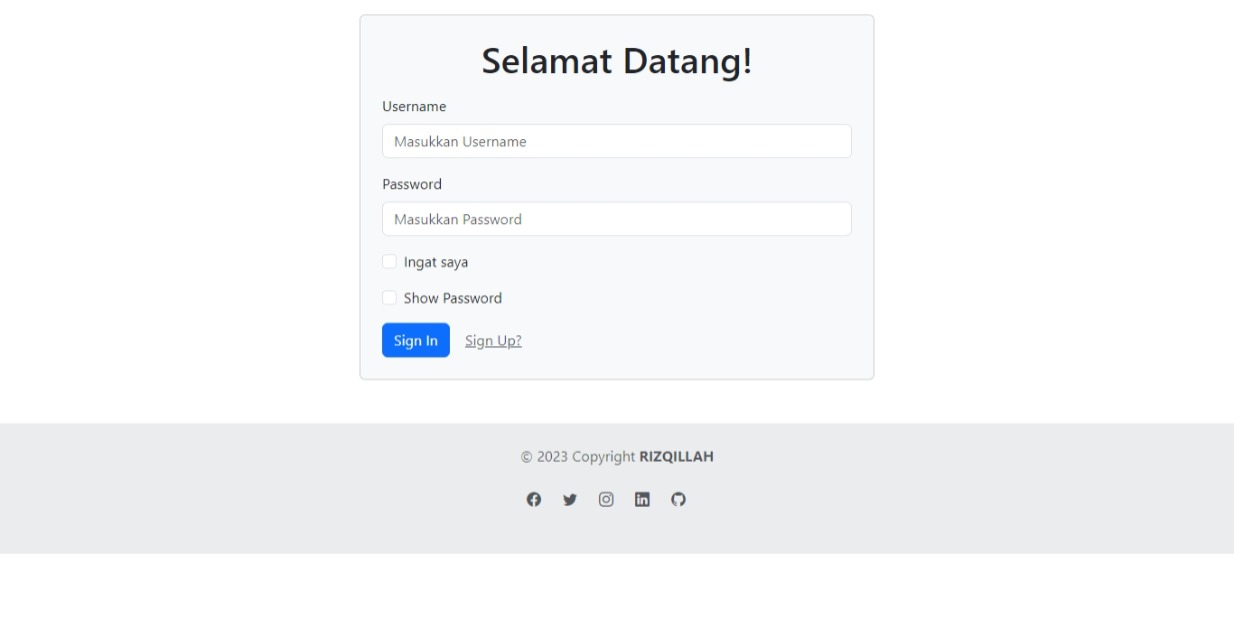 Selamat Datang!
Username
Masukkan Username
Password
Masukkan Password
Ingat saya
Show Password
Sign In Sign Up?
© 2023 Copyright RIZQILLAH